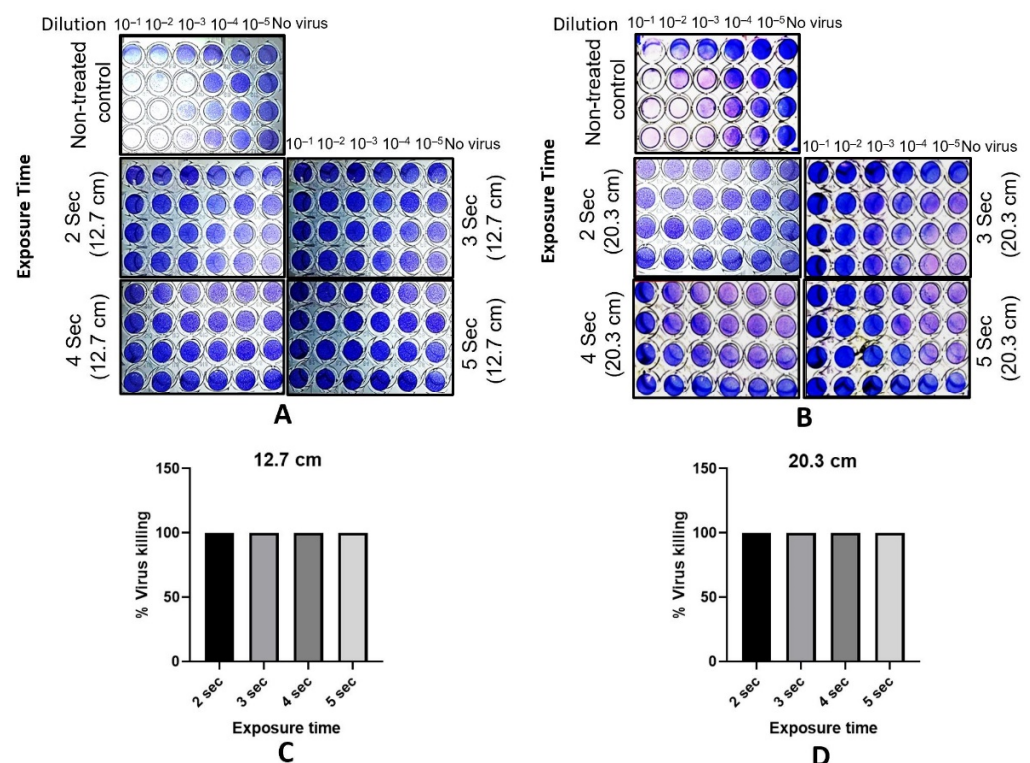 Dilution 10⁻¹ 10⁻² 10⁻³ 10⁻⁴ 10⁻⁵ No virus
Non-treated
control
10⁻¹ 10⁻² 10⁻³ 10⁻⁴ 10⁻⁵ No virus
Exposure Time
2 Sec
(12.7 cm)
3 Sec
(12.7 cm)
4 Sec
(12.7 cm)
5 Sec
(12.7 cm)
A
Dilution 10⁻¹ 10⁻² 10⁻³ 10⁻⁴ 10⁻⁵ No virus
Non-treated
control
10⁻¹ 10⁻² 10⁻³ 10⁻⁴ 10⁻⁵ No virus
Exposure Time
2 Sec
(20.3 cm)
3 Sec
(20.3 cm)
4 Sec
(20.3 cm)
5 Sec
(20.3 cm)
B
12.7 cm
% Virus killing
150
100
50
0
2 sec
3 sec
4 sec
5 sec
Exposure time
C
20.3 cm
% Virus killing
150
100
50
0
2 sec
3 sec
4 sec
5 sec
Exposure time
D